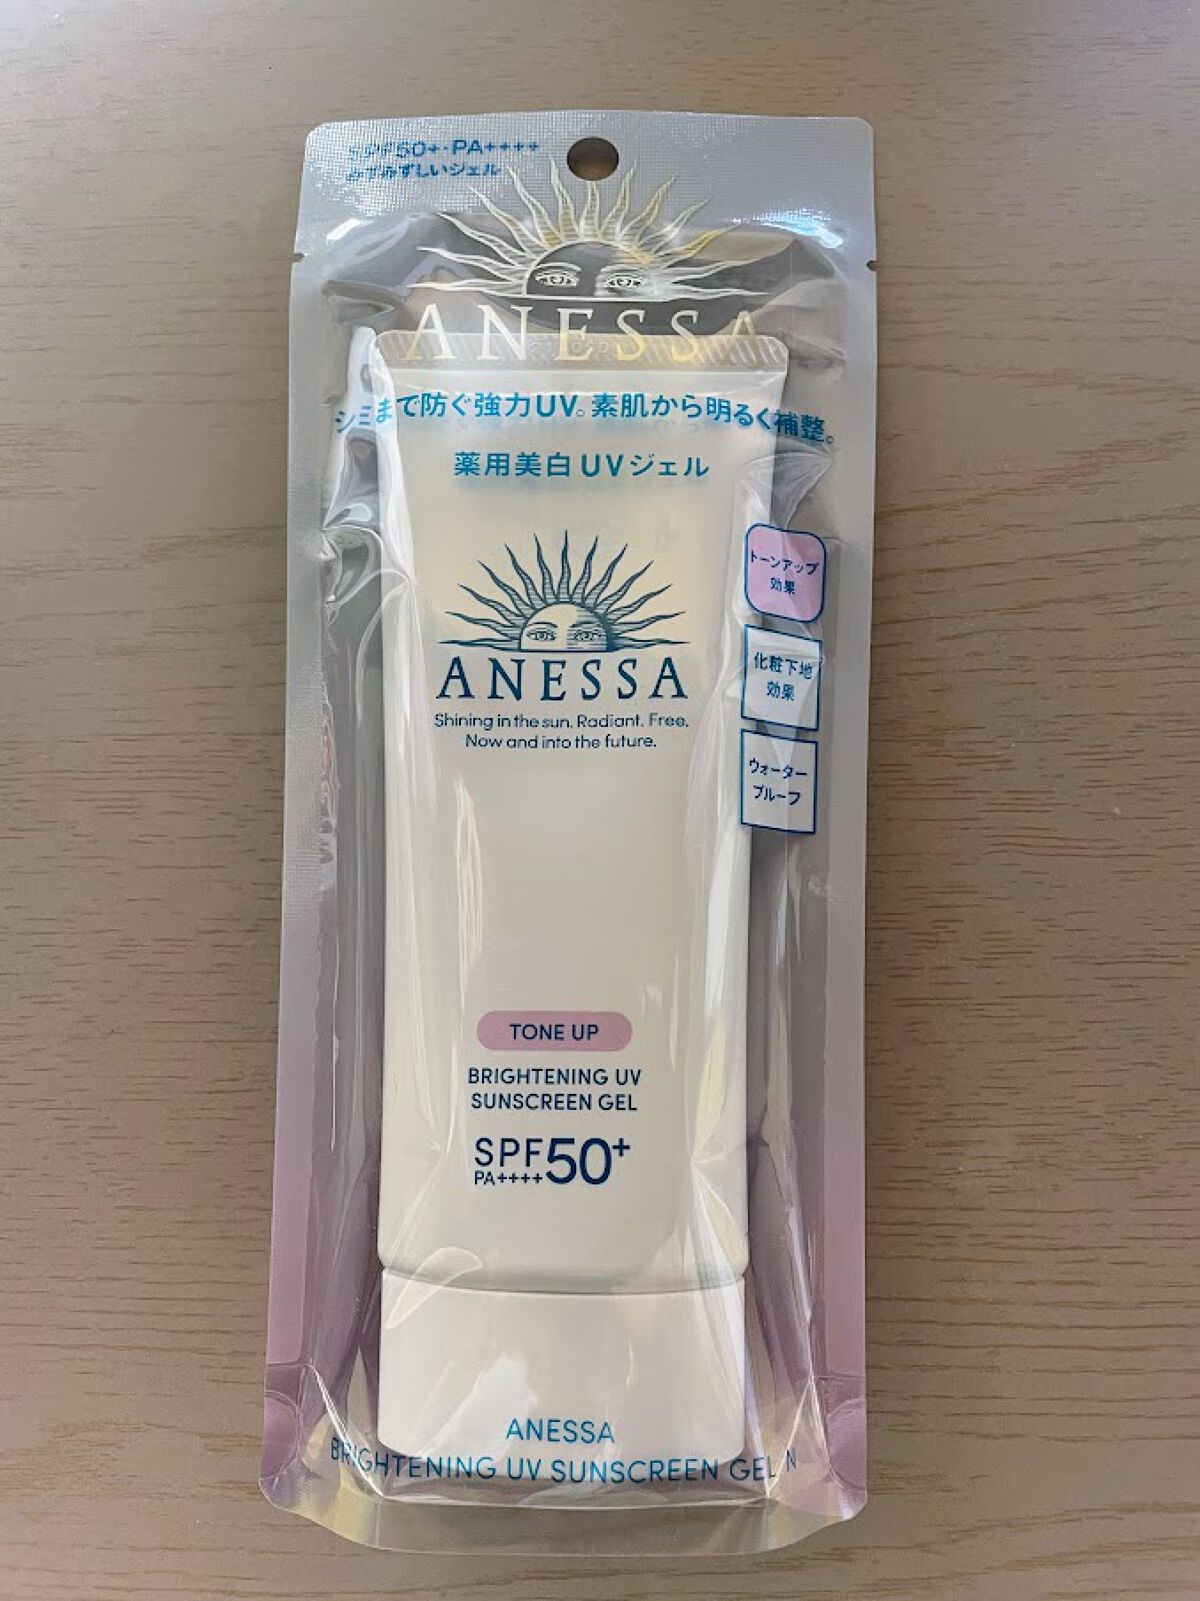 SPF50+・PA++++
みずみずしいジェル
ANESSA
シミまで防ぐ強力UV。素肌から明るく補整。
薬用美白UVジェル
ANESSA
Shining in the sun. Radiant. Free.
Now and into the future.
トーンアップ
効果
化粧下地
効果
ウォーター
プルーフ
TONE UP
BRIGHTENING UV
SUNSCREEN GEL
SPF50+
PA++++
ANESSA
BRIGHTENING UV SUNSCREEN GEL N